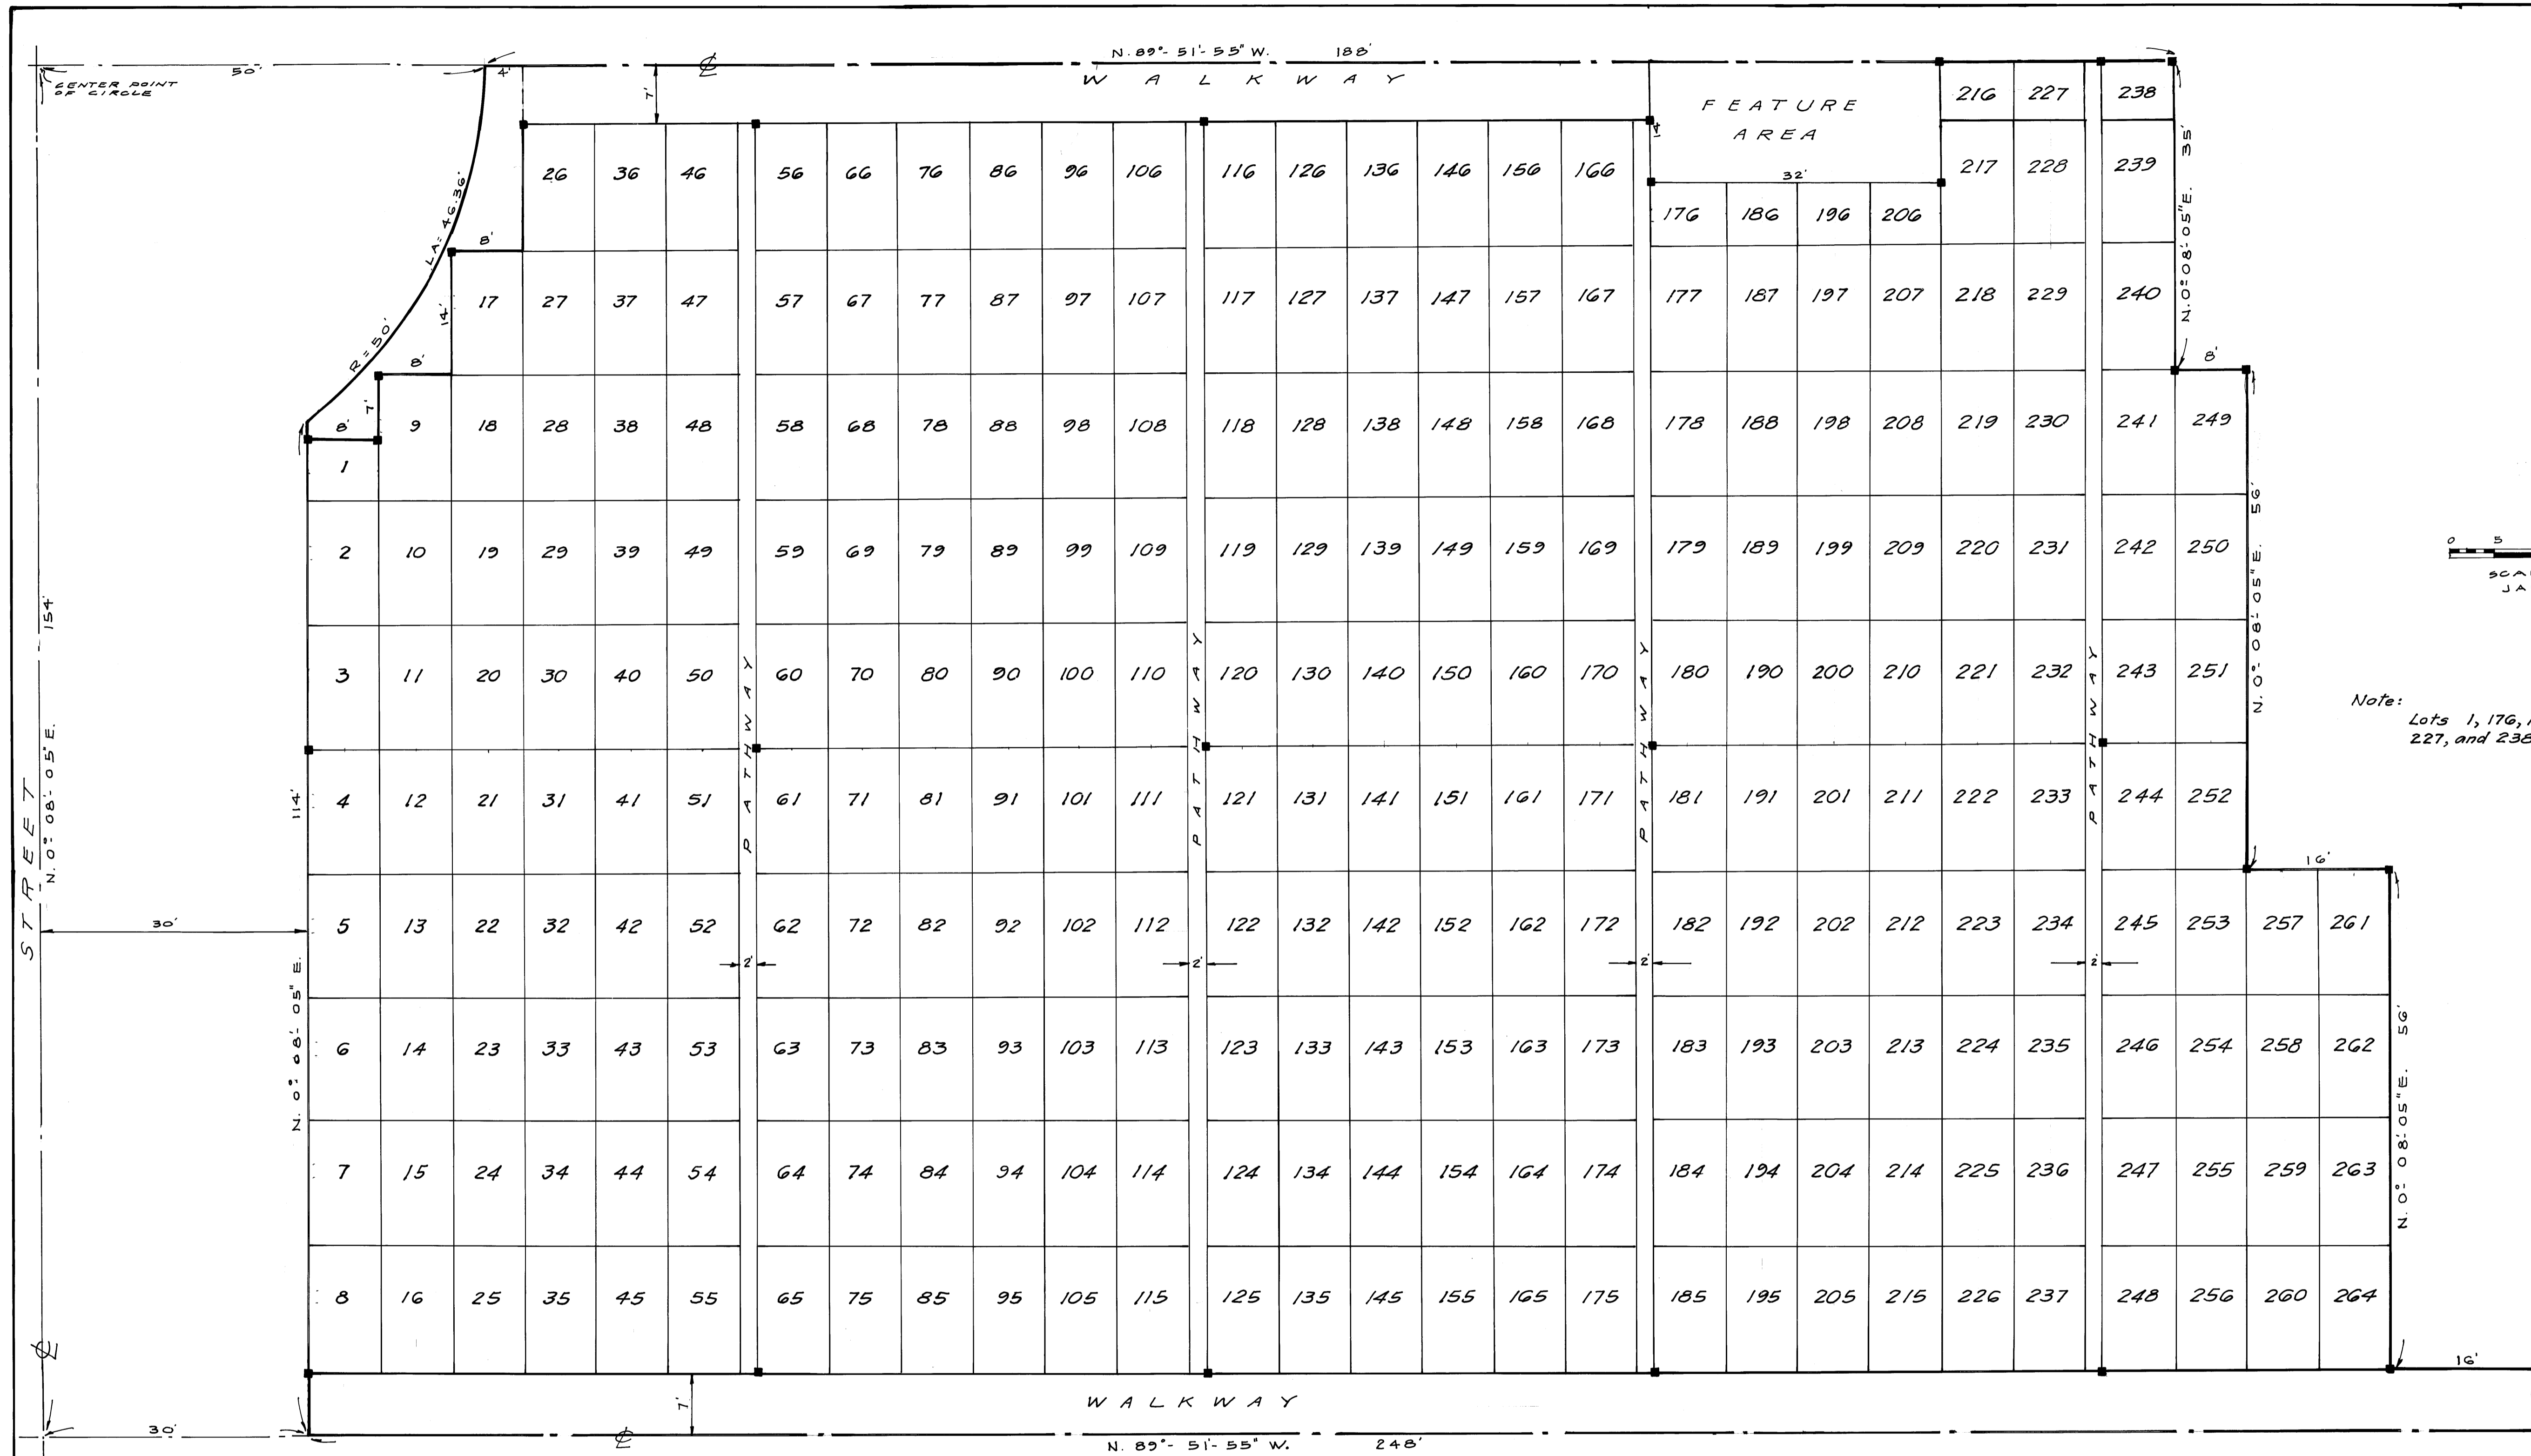 N. 89°- 51'- 55" W. 188'
50'
4'
℄
CENTER POINT
OF CIRCLE
WALKWAY
7'
FEATURE
AREA
4'
32'
216 227 238
26 36 46 56 66 76 86 96 106 116 126 136 146 156 166 217 228 239
176 186 196 206
35'
N. 0°- 08'- 05" E.
LA = 46.36'
R = 50'
8'
14'
17 27 37 47 57 67 77 87 97 107 117 127 137 147 157 167 177 187 197 207 218 229 240
8'
8'
7'
8'
9 18 28 38 48 58 68 78 88 98 108 118 128 138 148 158 168 178 188 198 208 219 230 241 249
1
2 10 19 29 39 49 59 69 79 89 99 109 119 129 139 149 159 169 179 189 199 209 220 231 242 250
N. 0°- 08'- 05" E. 56'
0 5
SCA
JA
3 11 20 30 40 50 60 70 80 90 100 110 120 130 140 150 160 170 180 190 200 210 221 232 243 251
PATHWAY
PATHWAY
PATHWAY
PATHWAY
Note:
Lots 1, 176, 1
227, and 238
STREET
N. 0°- 08'- 05" E. 154'
114'
4 12 21 31 41 51 61 71 81 91 101 111 121 131 141 151 161 171 181 191 201 211 222 233 244 252
16'
30'
5 13 22 32 42 52 62 72 82 92 102 112 122 132 142 152 162 172 182 192 202 212 223 234 245 253 257 261
2' 2' 2' 2'
N. 0°- 08'- 05" E.
6 14 23 33 43 53 63 73 83 93 103 113 123 133 143 153 163 173 183 193 203 213 224 235 246 254 258 262
N. 0°- 08'- 05" E. 56'
7 15 24 34 44 54 64 74 84 94 104 114 124 134 144 154 164 174 184 194 204 214 225 236 247 255 259 263
8 16 25 35 45 55 65 75 85 95 105 115 125 135 145 155 165 175 185 195 205 215 226 237 248 256 260 264
℄
16'
7'
WALKWAY
30'
℄
N. 89°- 51'- 55" W. 248'